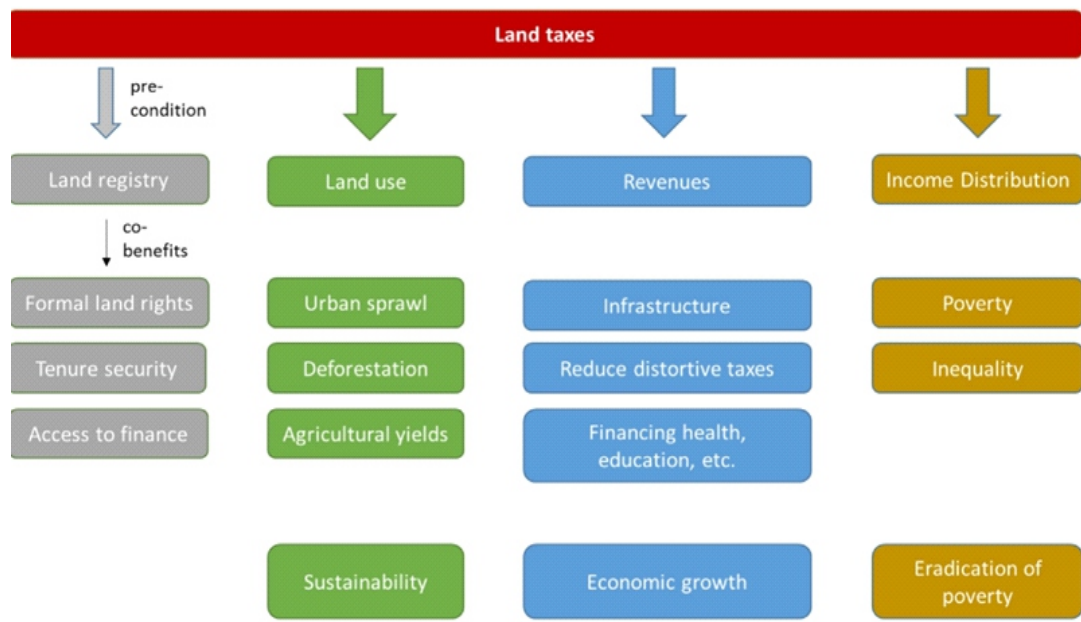 Land taxes
pre-
condition
Land registry
Land use
Revenues
Income Distribution
co-
benefits
Formal land rights
Urban sprawl
Infrastructure
Poverty
Tenure security
Deforestation
Reduce distortive taxes
Inequality
Access to finance
Agricultural yields
Financing health,
education, etc.
Sustainability
Economic growth
Eradication of
poverty